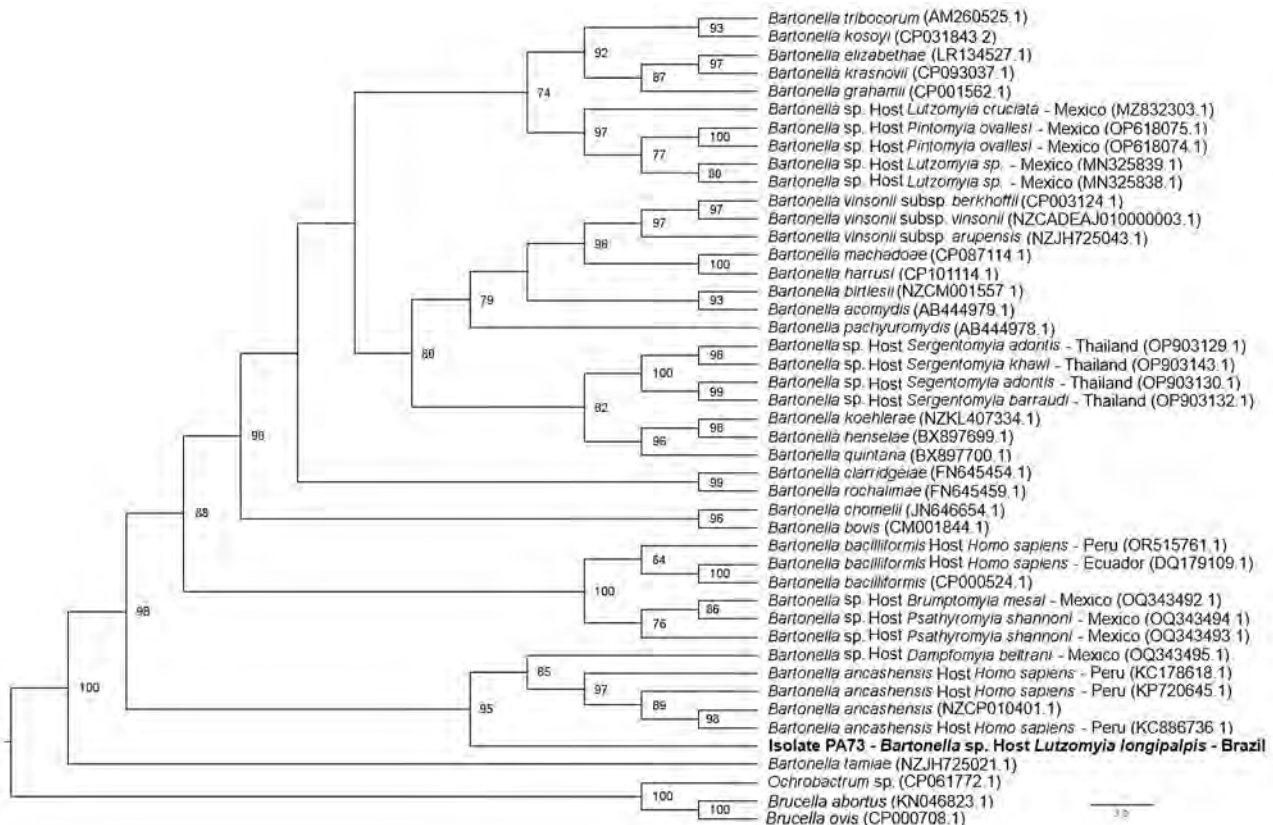 Bartonella tribocorum (AM260525.1)
93
Bartonella kosoyi (CP031843.2)
92
Bartonella elizabethae (LR134527.1)
97
Bartonella krasnovii (CP093037.1)
87
Bartonella grahamii (CP001562.1)
74
Bartonella sp. Host Lutzomyia cruciata - Mexico (MZ832303.1)
97
Bartonella sp. Host Pintomyia ovallesi - Mexico (OP618075.1)
100
Bartonella sp. Host Pintomyia ovallesi - Mexico (OP618074.1)
77
Bartonella sp. Host Lutzomyia sp. - Mexico (MN325839.1)
80
Bartonella sp. Host Lutzomyia sp. - Mexico (MN325838.1)
Bartonella vinsonii subsp. berkhoffii (CP003124.1)
97
Bartonella vinsonii subsp. vinsonii (NZCADEAJ010000003.1)
97
Bartonella vinsonii subsp. arupensis (NZJH725043.1)
98
Bartonella machadoae (CP087114.1)
100
Bartonella harrusi (CP101114.1)
79
Bartonella birtlesii (NZCM001557.1)
93
Bartonella acomydis (AB444979.1)
Bartonella pachyuromydis (AB444978.1)
80
Bartonella sp. Host Sergentomyia adontis - Thailand (OP903129.1)
98
Bartonella sp. Host Sergentomyia khawi - Thailand (OP903143.1)
100
Bartonella sp. Host Segentomyia adontis - Thailand (OP903130.1)
99
Bartonella sp. Host Sergentomyia barraudi - Thailand (OP903132.1)
82
Bartonella koehlerae (NZKL407334.1)
98
Bartonella henselae (BX897699.1)
96
Bartonella quintana (BX897700.1)
98
Bartonella clarridgeiae (FN645454.1)
99
Bartonella rochalimae (FN645459.1)
Bartonella chomelii (JN646654.1)
88
96
Bartonella bovis (CM001844.1)
Bartonella bacilliformis Host Homo sapiens - Peru (OR515761.1)
64
Bartonella bacilliformis Host Homo sapiens - Ecuador (DQ179109.1)
100
Bartonella bacilliformis (CP000524.1)
100
Bartonella sp. Host Brumptomyia mesai - Mexico (OQ343492.1)
86
98
Bartonella sp. Host Psathyromyia shannoni - Mexico (OQ343494.1)
76
Bartonella sp. Host Psathyromyia shannoni - Mexico (OQ343493.1)
Bartonella sp. Host Dampfomyia beltrani - Mexico (OQ343495.1)
85
Bartonella ancashensis Host Homo sapiens - Peru (KC178618.1)
100
97
Bartonella ancashensis Host Homo sapiens - Peru (KP720645.1)
95
89
Bartonella ancashensis (NZCP010401.1)
98
Bartonella ancashensis Host Homo sapiens - Peru (KC886736.1)
Isolate PA73 - Bartonella sp. Host Lutzomyia longipalpis - Brazil
Bartonella tamiae (NZJH725021.1)
Ochrobactrum sp. (CP061772.1)
100
Brucella abortus (KN046823.1)
100
Brucella ovis (CP000708.1)